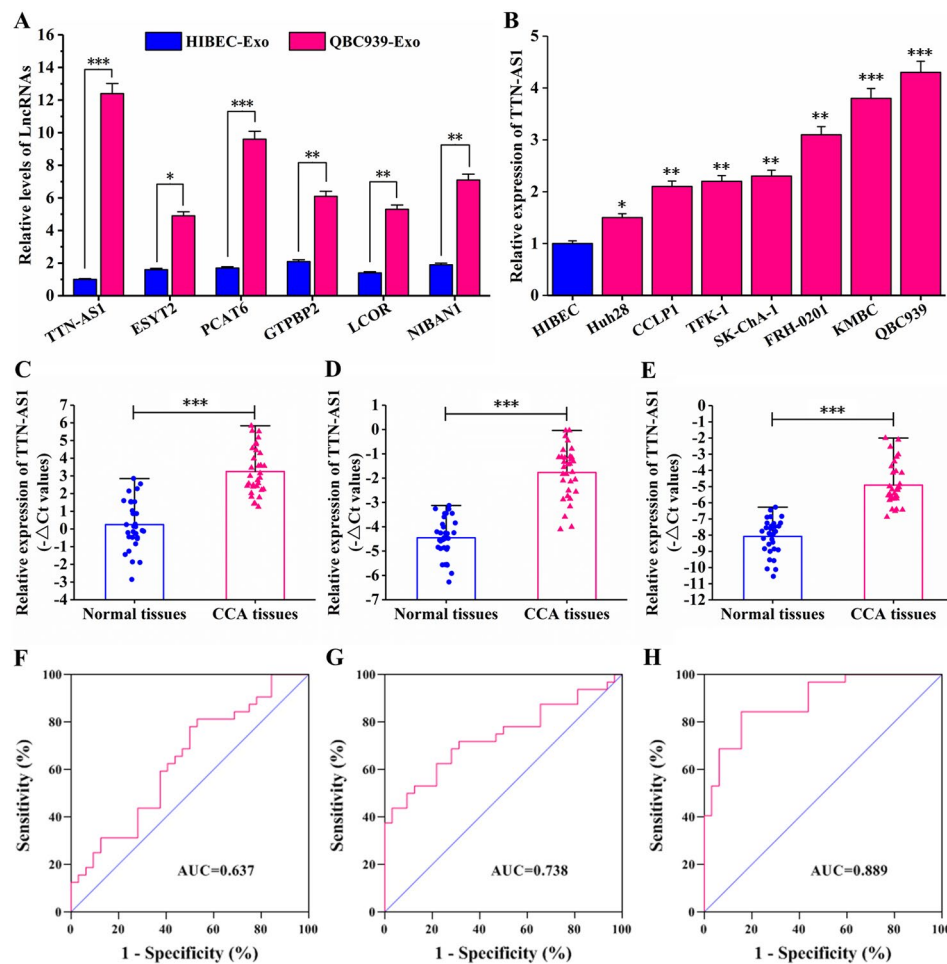 A
HIBEC-Exo QBC939-Exo
Relative levels of LncRNAs
16
14
12
10
8
6
4
2
0
*** * *** ** ** **
TTN-AS1 ESYT2 PCAT6 GTPBP2 LCOR NIBAN1
B
Relative expression of TTN-AS1
5
4
3
2
1
0
* ** ** ** ** *** ***
HIBEC Huh28 CCLP1 TFK-1 SK-ChA-1 FRH-0201 KMBC QBC939
C
Relative expression of TTN-AS1
(-△Ct values)
7
6
5
4
3
2
1
0
-1
-2
-3
-4
***
Normal tissues CCA tissues
D
Relative expression of TTN-AS1
(-△Ct values)
1
0
-1
-2
-3
-4
-5
-6
-7
***
Normal tissues CCA tissues
E
Relative expression of TTN-AS1
(-△Ct values)
0
-1
-2
-3
-4
-5
-6
-7
-8
-9
-10
-11
-12
***
Normal tissues CCA tissues
F
Sensitivity (%)
100
80
60
40
20
0
AUC=0.637
0 20 40 60 80 100
1 - Specificity (%)
G
Sensitivity (%)
100
80
60
40
20
0
AUC=0.738
0 20 40 60 80 100
1 - Specificity (%)
H
Sensitivity (%)
100
80
60
40
20
0
AUC=0.889
0 20 40 60 80 100
1 - Specificity (%)